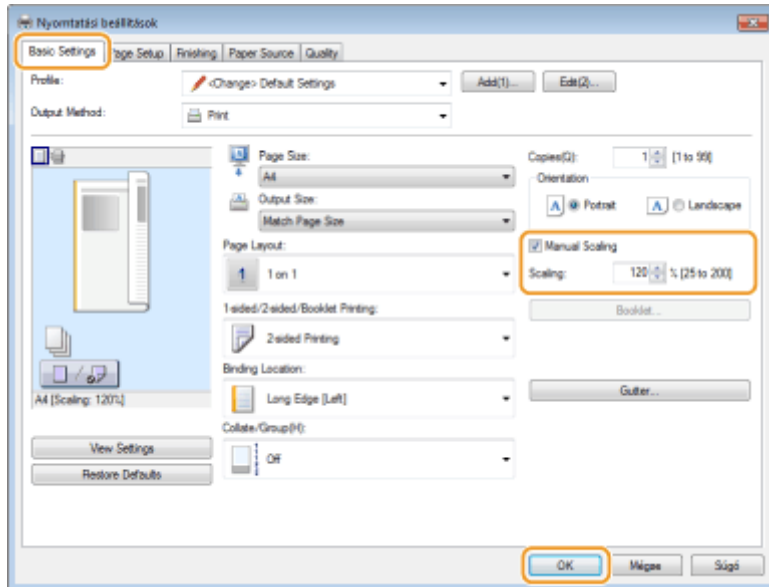 Nyomtatási beállítások
Basic Settings Page Setup Finishing Paper Source Quality
Profile: <Change> Default Settings Add(1)... Edit(2)...
Output Method: Print
Page Size:
A4
Output Size:
Match Page Size
Page Layout:
1 1 on 1
1-sided/2-sided/Booklet Printing:
2-sided Printing
Binding Location:
Long Edge [Left]
Collate/Group(H):
Off
Copies(Q): 1 [1 to 99]
Orientation
A Portrait A Landscape
Manual Scaling
Scaling: 120 % [25 to 200]
Booklet...
Gutter...
A4 [Scaling: 120%]
View Settings
Restore Defaults
OK Mégse Súgó